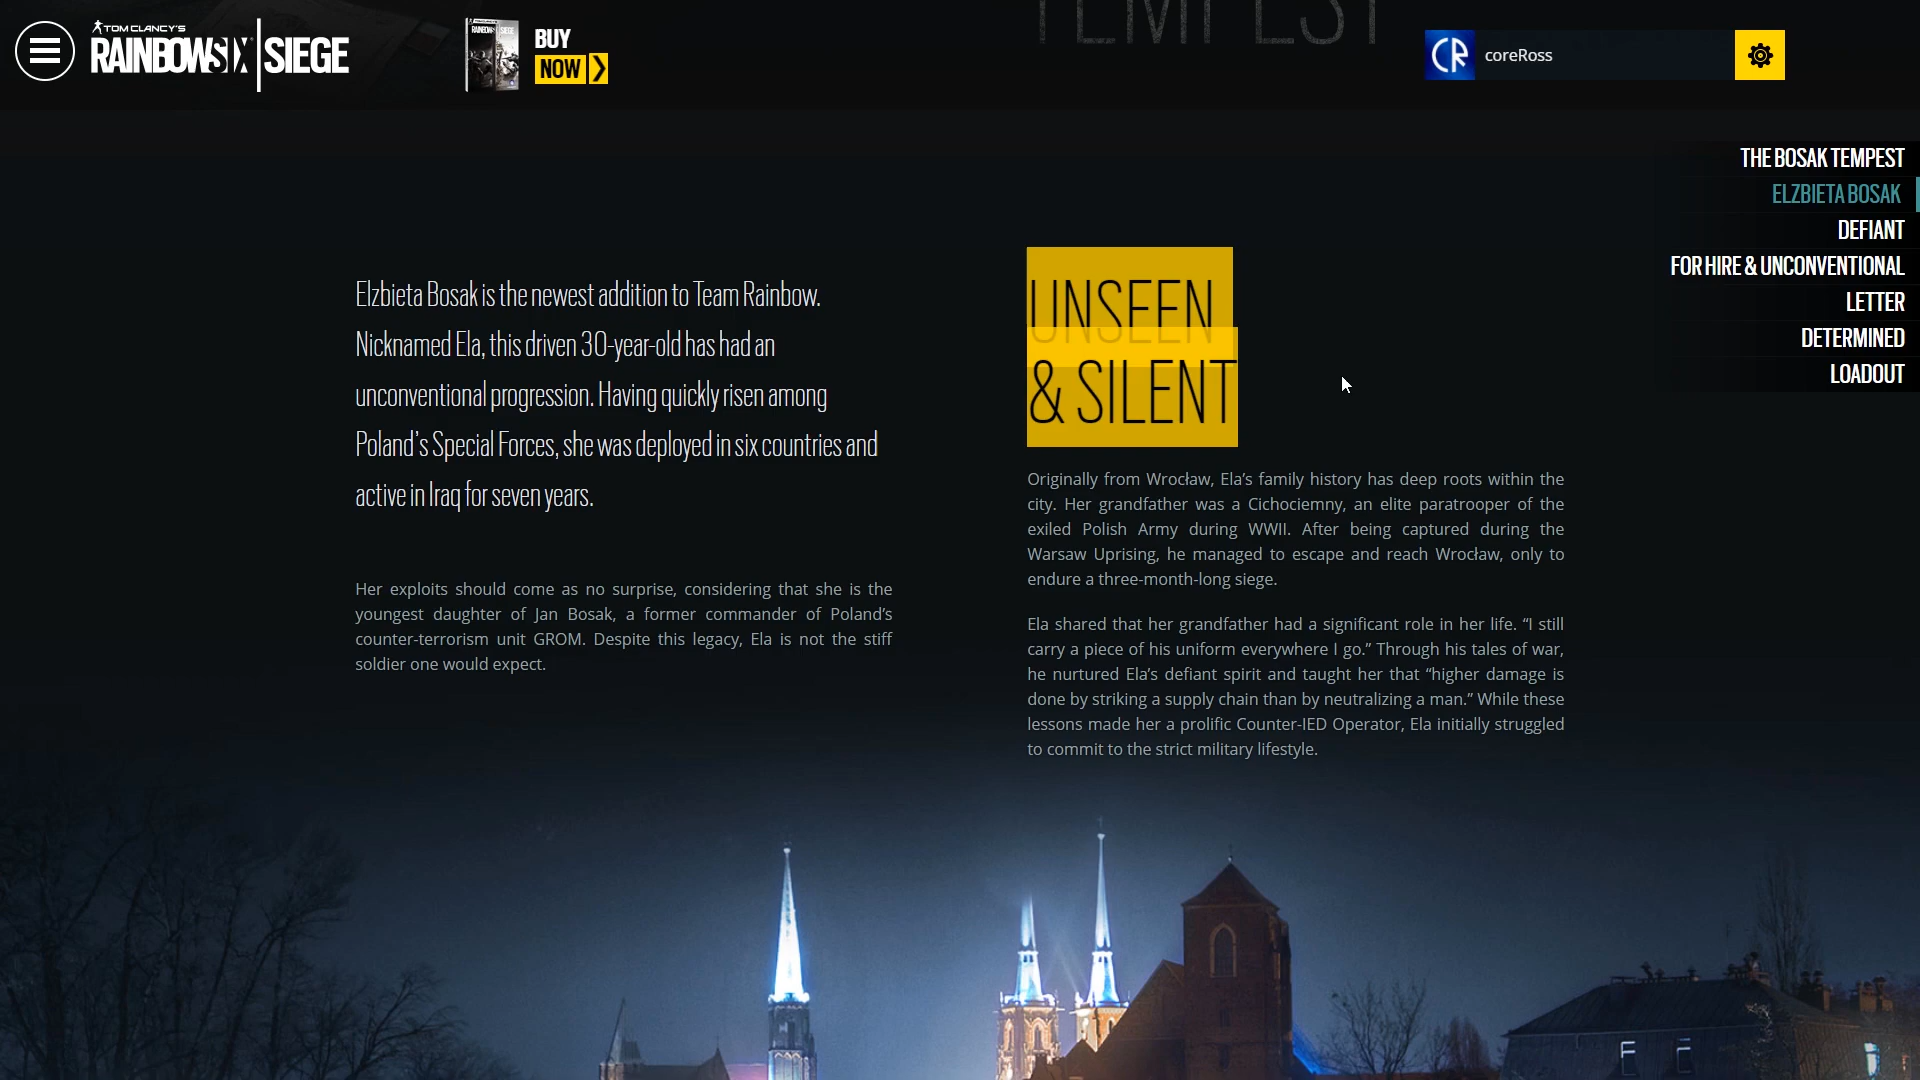 TEMPEST
TOM CLANCY'S
RAINBOWSIX | SIEGE
BUY
NOW
CR
coreRoss
THE BOSAK TEMPEST
ELZBIETA BOSAK
DEFIANT
FOR HIRE & UNCONVENTIONAL
LETTER
DETERMINED
LOADOUT
Elzbieta Bosak is the newest addition to Team Rainbow.
Nicknamed Ela, this driven 30-year-old has had an
unconventional progression. Having quickly risen among
Poland’s Special Forces, she was deployed in six countries and
active in Iraq for seven years.
Her exploits should come as no surprise, considering that she is the
youngest daughter of Jan Bosak, a former commander of Poland’s
counter-terrorism unit GROM. Despite this legacy, Ela is not the stiff
soldier one would expect.
UNSEEN
& SILENT
Originally from Wrocław, Ela’s family history has deep roots within the
city. Her grandfather was a Cichociemny, an elite paratrooper of the
exiled Polish Army during WWII. After being captured during the
Warsaw Uprising, he managed to escape and reach Wrocław, only to
endure a three-month-long siege.
Ela shared that her grandfather had a significant role in her life. “I still
carry a piece of his uniform everywhere I go.” Through his tales of war,
he nurtured Ela’s defiant spirit and taught her that “higher damage is
done by striking a supply chain than by neutralizing a man.” While these
lessons made her a prolific Counter-IED Operator, Ela initially struggled
to commit to the strict military lifestyle.